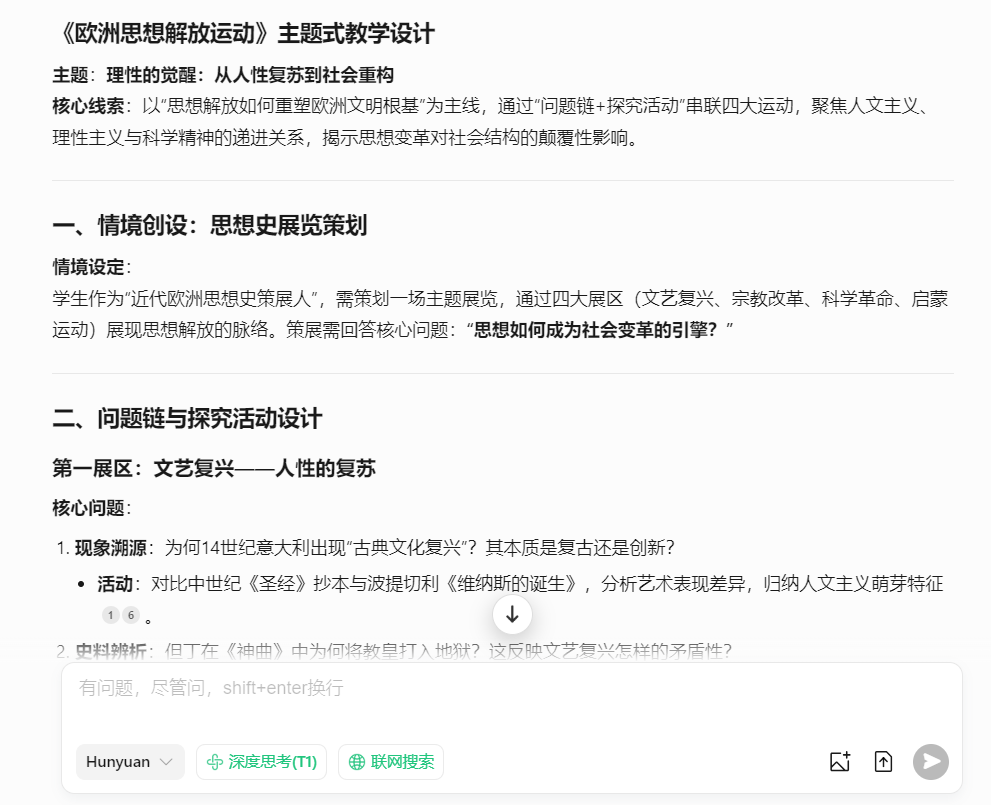 《欧洲思想解放运动》主题式教学设计
主题：理性的觉醒：从人性复苏到社会重构
核心线索：以“思想解放如何重塑欧洲文明根基”为主线，通过“问题链+探究活动”串联四大运动，聚焦人文主义、
理性主义与科学精神的递进关系，揭示思想变革对社会结构的颠覆性影响。
一、情境创设：思想史展览策划
情境设定：
学生作为“近代欧洲思想史策展人”，需策划一场主题展览，通过四大展区（文艺复兴、宗教改革、科学革命、启蒙
运动）展现思想解放的脉络。策展需回答核心问题：“思想如何成为社会变革的引擎？”
二、问题链与探究活动设计
第一展区：文艺复兴——人性的复苏
核心问题：
1. 现象溯源：为何14世纪意大利出现“古典文化复兴”？其本质是复古还是创新？
• 活动：对比中世纪《圣经》抄本与波提切利《维纳斯的诞生》，分析艺术表现差异，归纳人文主义萌芽特征
1 6 。
2. 史料辨析：但丁在《神曲》中为何将教皇打入地狱？这反映文艺复兴怎样的矛盾性？
有问题，尽管问，shift+enter换行
Hunyuan 深度思考(T1) 联网搜索